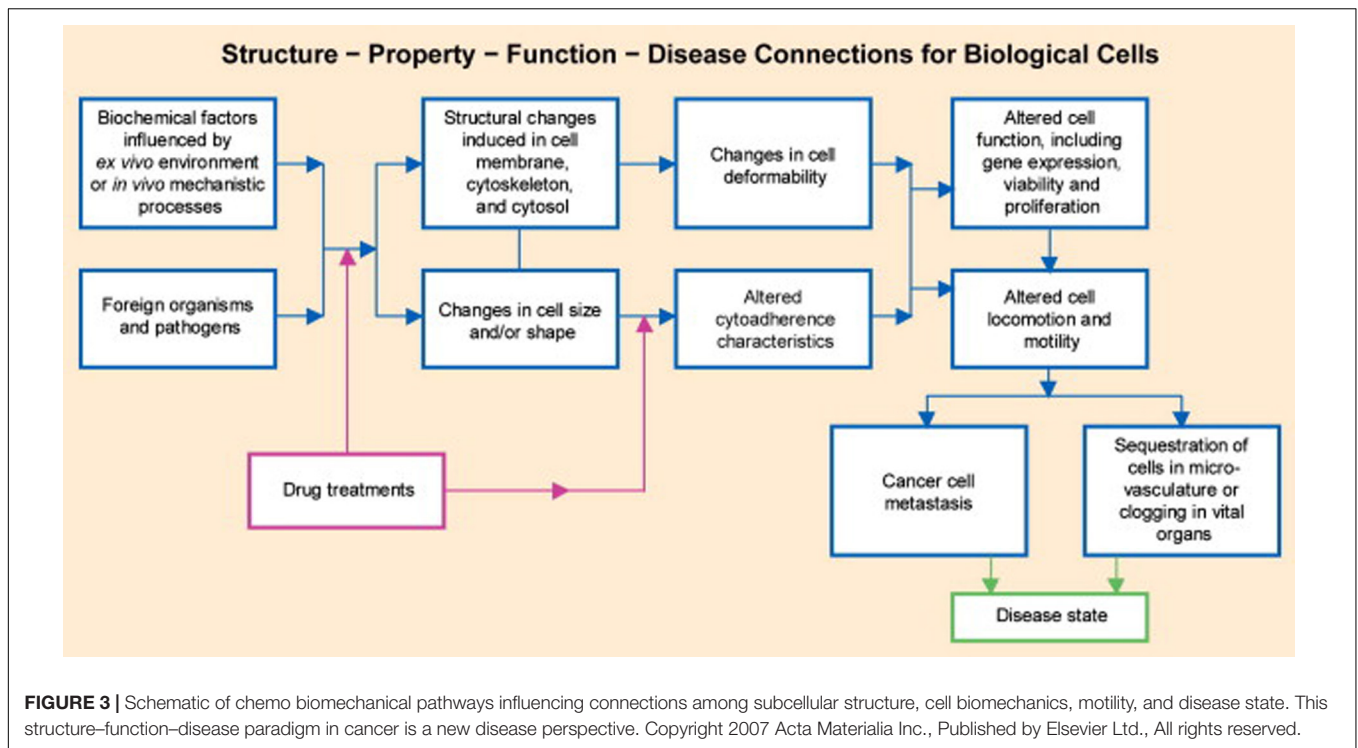 Structure – Property – Function – Disease Connections for Biological Cells
Biochemical factors
influenced by
ex vivo environment
or in vivo mechanistic
processes
Structural changes
induced in cell
membrane,
cytoskeleton,
and cytosol
Changes in cell
deformability
Altered cell
function, including
gene expression,
viability and
proliferation
Foreign organisms
and pathogens
Changes in cell size
and/or shape
Altered
cytoadherence
characteristics
Altered cell
locomotion and
motility
Drug treatments
Cancer cell
metastasis
Sequestration of
cells in micro-
vasculature or
clogging in vital
organs
Disease state
FIGURE 3 | Schematic of chemo biomechanical pathways influencing connections among subcellular structure, cell biomechanics, motility, and disease state. This
structure–function–disease paradigm in cancer is a new disease perspective. Copyright 2007 Acta Materialia Inc., Published by Elsevier Ltd., All rights reserved.